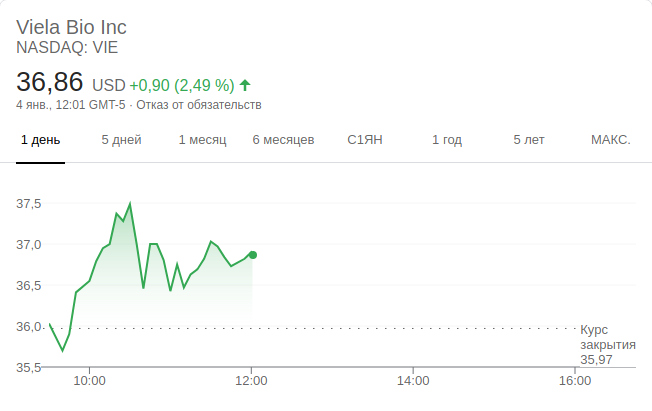 Viela Bio Inc
NASDAQ: VIE
36,86 USD +0,90 (2,49 %)
4 янв., 12:01 GMT-5 · Отказ от обязательств
1 день 5 дней 1 месяц 6 месяцев С1ЯН 1 год 5 лет МАКС.
37,5
37,0
36,5
36,0
35,5
Курс
закрытия
35,97
10:00 12:00 14:00 16:00